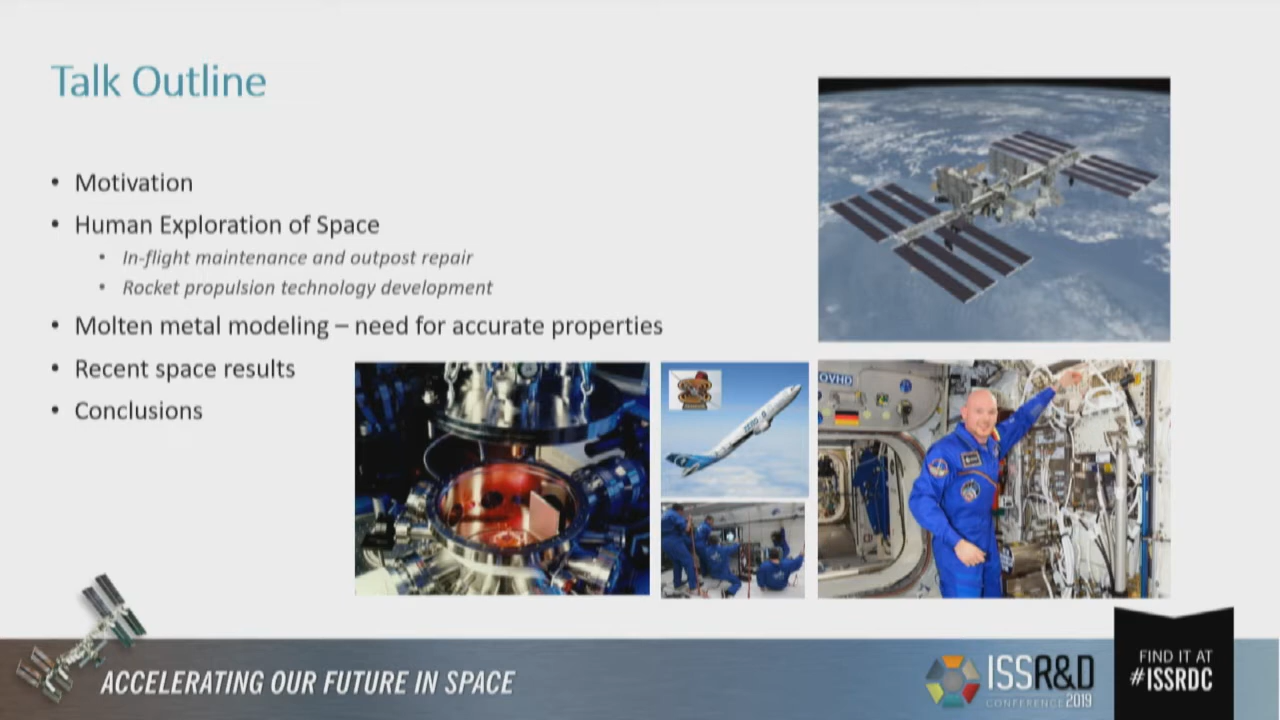 Talk Outline
• Motivation
• Human Exploration of Space
• In-flight maintenance and outpost repair
• Rocket propulsion technology development
• Molten metal modeling – need for accurate properties
• Recent space results
• Conclusions
ZERO-G
OVHD
ACCELERATING OUR FUTURE IN SPACE
ISSR&D
CONFERENCE 2019
FIND IT AT
#ISSRDC